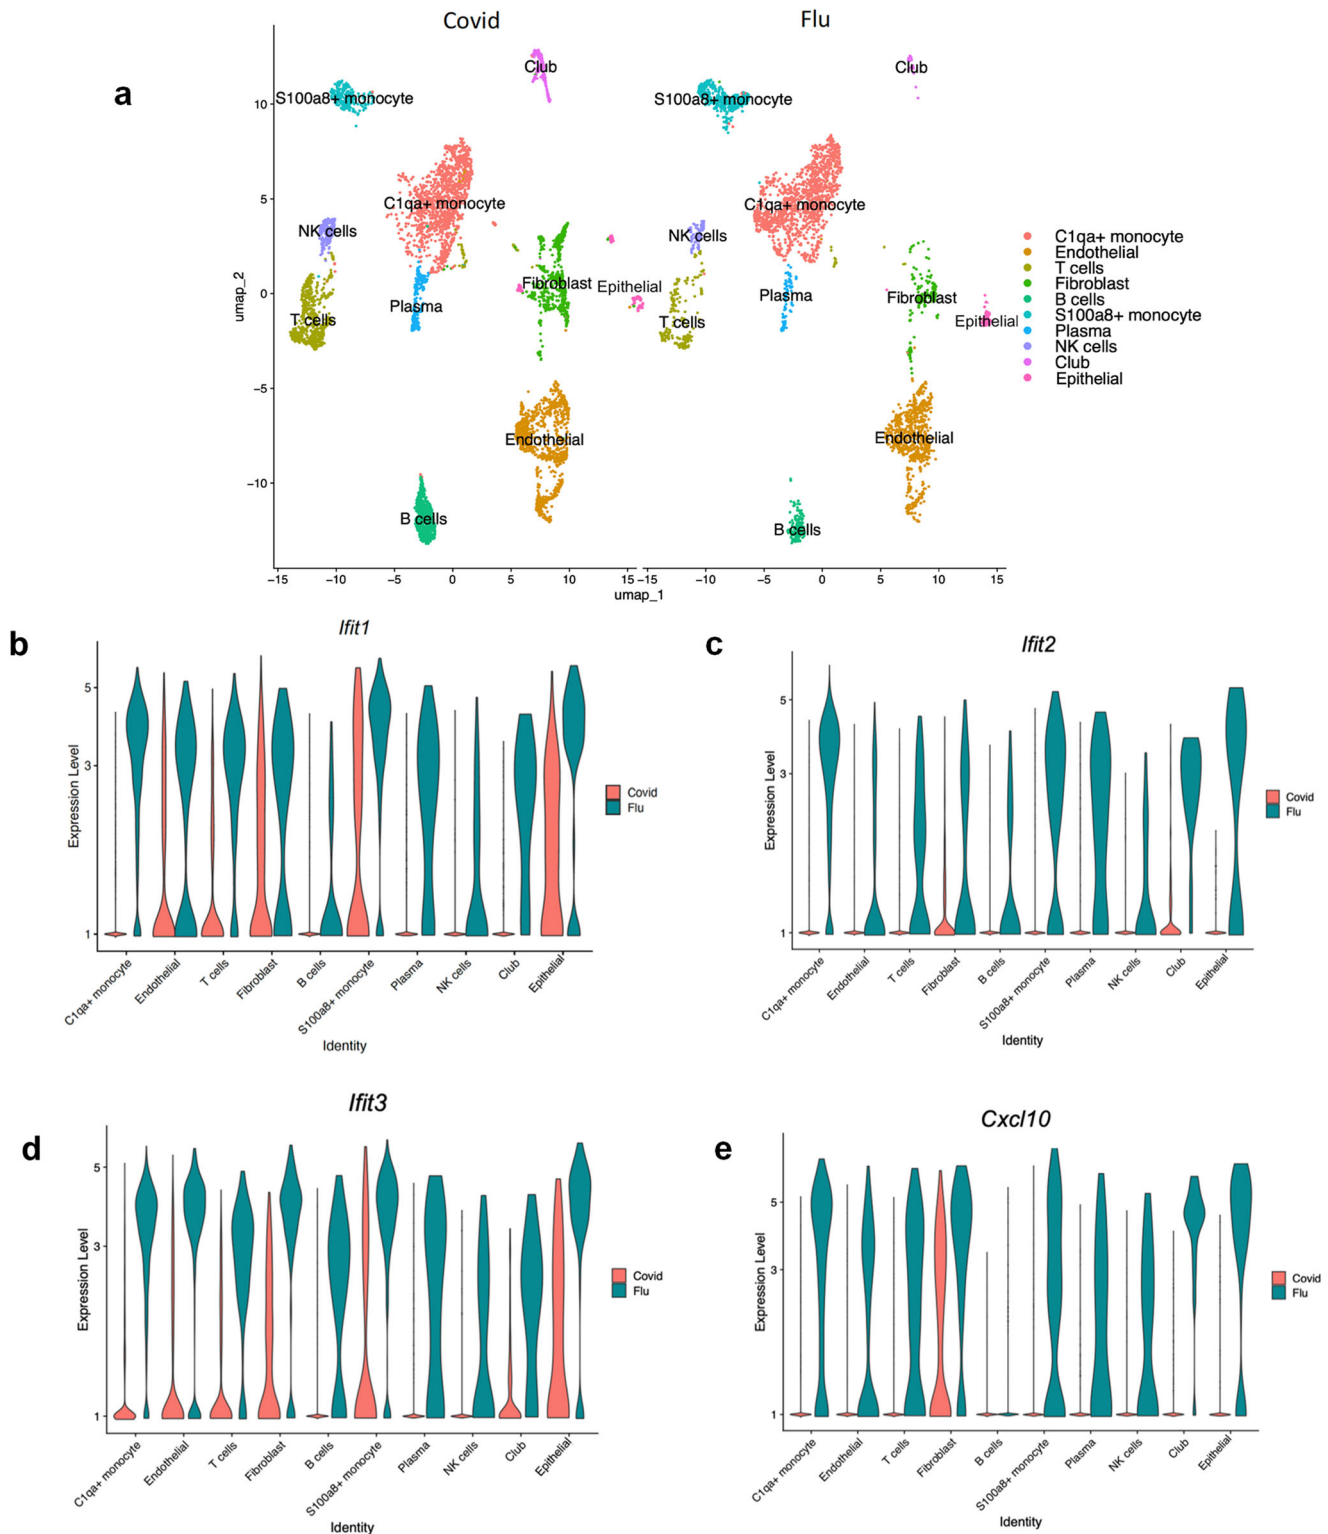 Covid
Flu
a
Club
Club
S100a8+ monocyte
S100a8+ monocyte
10
5
0
−5
−10
umap_2
C1qa+ monocyte
C1qa+ monocyte
NK cells
NK cells
Fibroblast
Epithelial
Plasma
T cells
Plasma
Fibroblast
T cells
Epithelial
Endothelial
Endothelial
B cells
B cells
−15
−10
−5
0
5
10
15
−15
−10
−5
0
5
10
15
umap_1
C1qa+ monocyte
Endothelial
T cells
Fibroblast
B cells
S100a8+ monocyte
Plasma
NK cells
Club
Epithelial
b
Ifit1
5
3
1
Expression Level
Covid
Flu
C1qa+ monocyte
Endothelial
T cells
Fibroblast
B cells
S100a8+ monocyte
Plasma
NK cells
Club
Epithelial
Identity
c
Ifit2
5
3
1
Expression Level
Covid
Flu
C1qa+ monocyte
Endothelial
T cells
Fibroblast
B cells
S100a8+ monocyte
Plasma
NK cells
Club
Epithelial
Identity
d
Ifit3
5
3
1
Expression Level
Covid
Flu
C1qa+ monocyte
Endothelial
T cells
Fibroblast
B cells
S100a8+ monocyte
Plasma
NK cells
Club
Epithelial
Identity
e
Cxcl10
5
3
1
Expression Level
Covid
Flu
C1qa+ monocyte
Endothelial
T cells
Fibroblast
B cells
S100a8+ monocyte
Plasma
NK cells
Club
Epithelial
Identity